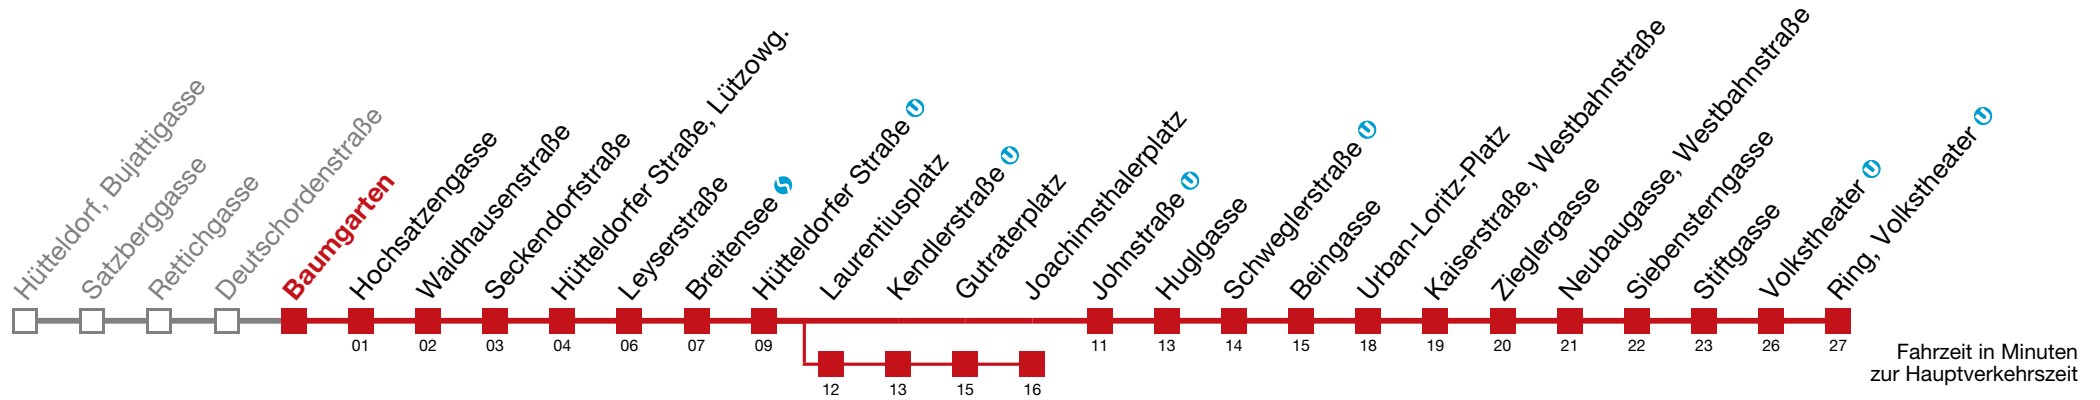 Hütteldorf, Bujattigasse
Satzberggasse
Rettichgasse
Deutschordenstraße
Baumgarten
Hochsatzengasse
Waidhausenstraße
Seckendorfstraße
Hütteldorfer Straße, Lützowg.
Leyserstraße
Breitensee S
Hütteldorfer Straße U
Laurentiusplatz
Kendlerstraße U
Gutraterplatz
Joachimsthalerplatz
Johnstraße U
Huglgasse
Schweglerstraße U
Beingasse
Urban-Loritz-Platz
Kaiserstraße, Westbahnstraße
Zieglergasse
Neubaugasse, Westbahnstraße
Siebensterngasse
Stiftgasse
Volkstheater U
Ring, Volkstheater U
01 02 03 04 06 07 09 11 13 14 15 18 19 20 21 22 23 26 27
12 13 15 16
Fahrzeit in Minuten
zur Hauptverkehrszeit